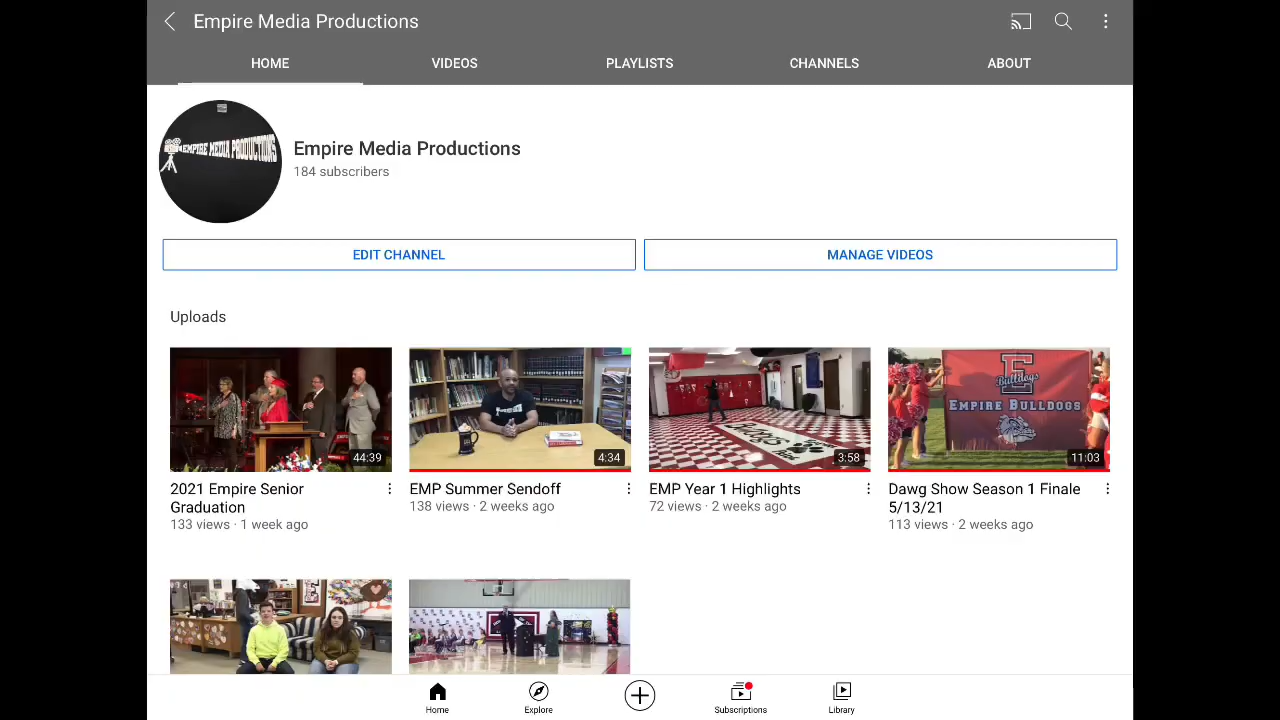 Empire Media Productions
HOME VIDEOS PLAYLISTS CHANNELS ABOUT
EMPIRE MEDIA PRODUCTIONS
Empire Media Productions
184 subscribers
EDIT CHANNEL MANAGE VIDEOS
Uploads
E
Bulldogs
EMPIRE BULLDOGS
44:39 4:34 3:58 11:03
2021 Empire Senior Graduation
133 views · 1 week ago
EMP Summer Sendoff
138 views · 2 weeks ago
EMP Year 1 Highlights
72 views · 2 weeks ago
Dawg Show Season 1 Finale
5/13/21
113 views · 2 weeks ago
Home Explore Subscriptions Library